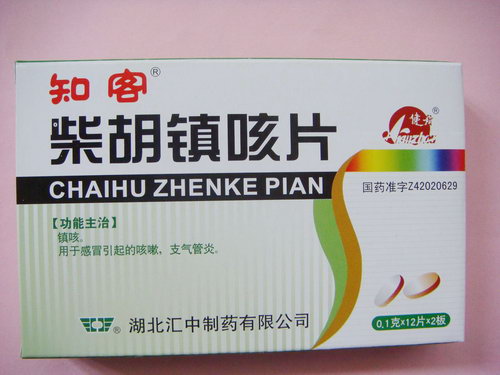 知客®
柴胡镇咳片
CHAIHU ZHENKE PIAN
健君®
国药准字Z42020629
【功能主治】
镇咳。
用于感冒引起的咳嗽，支气管炎。
0.1克×12片×2板
® 湖北汇中制药有限公司